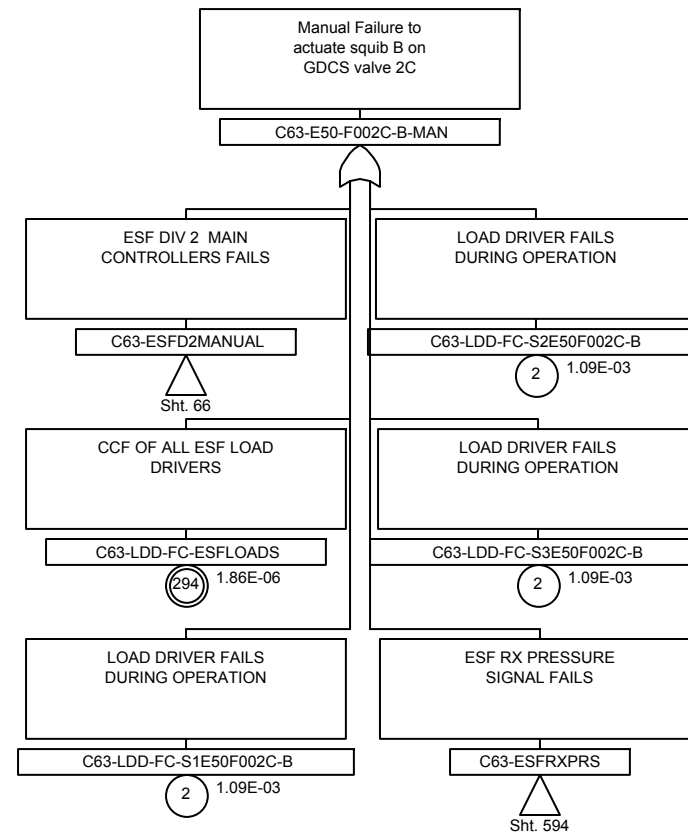 Manual Failure to
actuate squib B on
GDCS valve 2C
C63-E50-F002C-B-MAN
ESF DIV 2 MAIN
CONTROLLERS FAILS
C63-ESFD2MANUAL
Sht. 66
LOAD DRIVER FAILS
DURING OPERATION
C63-LDD-FC-S2E50F002C-B
2
1.09E-03
CCF OF ALL ESF LOAD
DRIVERS
C63-LDD-FC-ESFLOADS
294
1.86E-06
LOAD DRIVER FAILS
DURING OPERATION
C63-LDD-FC-S3E50F002C-B
2
1.09E-03
LOAD DRIVER FAILS
DURING OPERATION
C63-LDD-FC-S1E50F002C-B
2
1.09E-03
ESF RX PRESSURE
SIGNAL FAILS
C63-ESFRXPRS
Sht. 594